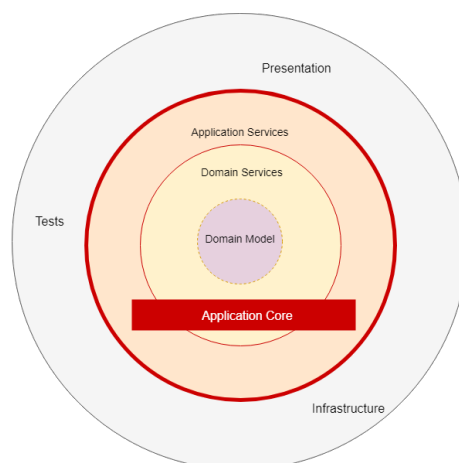 Presentation
Application Services
Domain Services
Tests
Domain Model
Application Core
Infrastructure